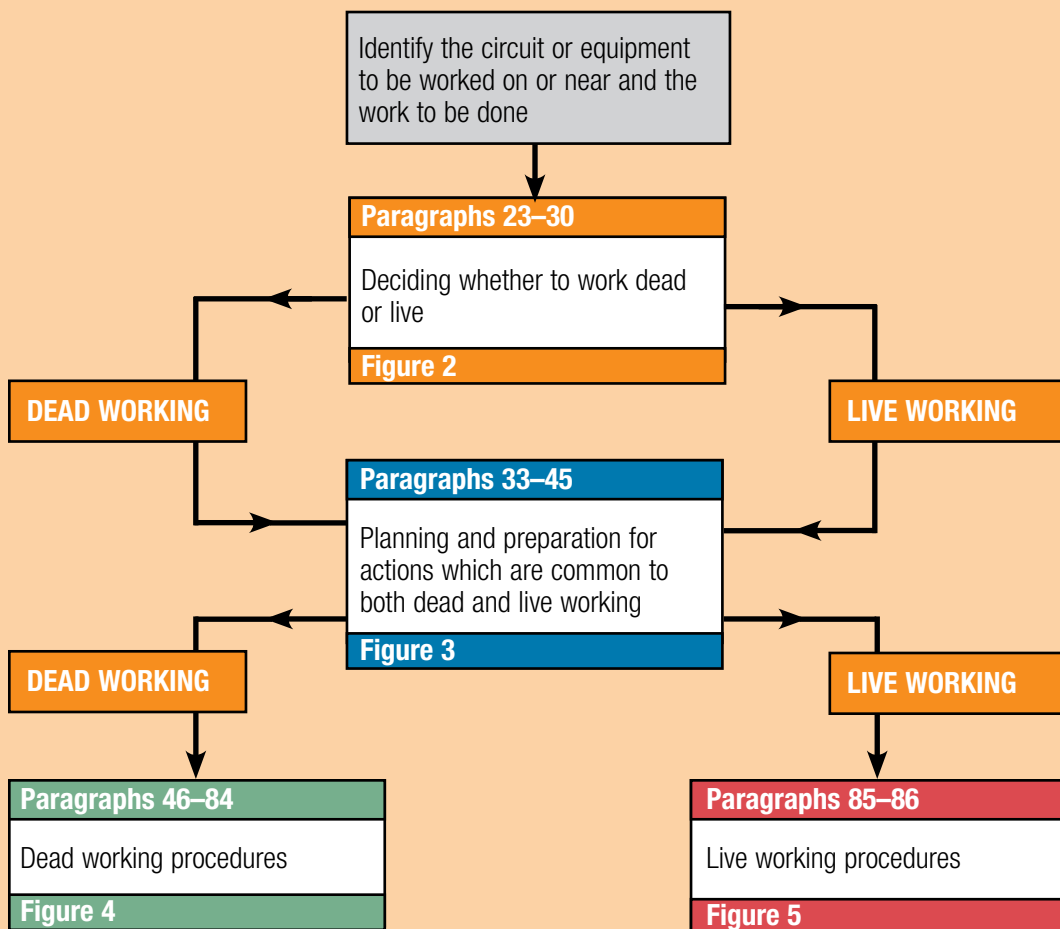 Identify the circuit or equipment
to be worked on or near and the
work to be done
Paragraphs 23–30
Deciding whether to work dead
or live
Figure 2
DEAD WORKING
LIVE WORKING
Paragraphs 33–45
Planning and preparation for
actions which are common to
both dead and live working
Figure 3
DEAD WORKING
LIVE WORKING
Paragraphs 46–84
Dead working procedures
Figure 4
Paragraphs 85–86
Live working procedures
Figure 5